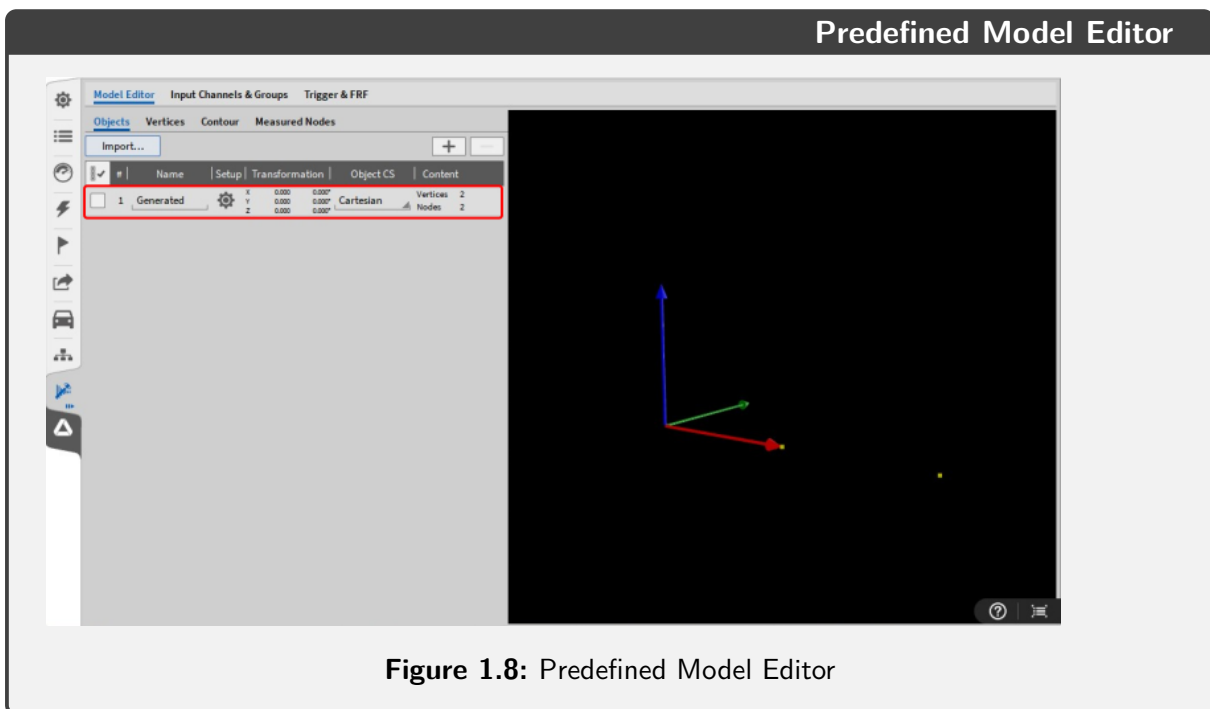 Predefined Model Editor
Model Editor Input Channels & Groups Trigger & FRF
Objects Vertices Contour Measured Nodes
Import... + −
# Name Setup Transformation Object CS Content
1 Generated X 0.000 0.000° Cartesian Vertices 2
Y 0.000 0.000°
Z 0.000 0.000° Nodes 2
Figure 1.8: Predefined Model Editor